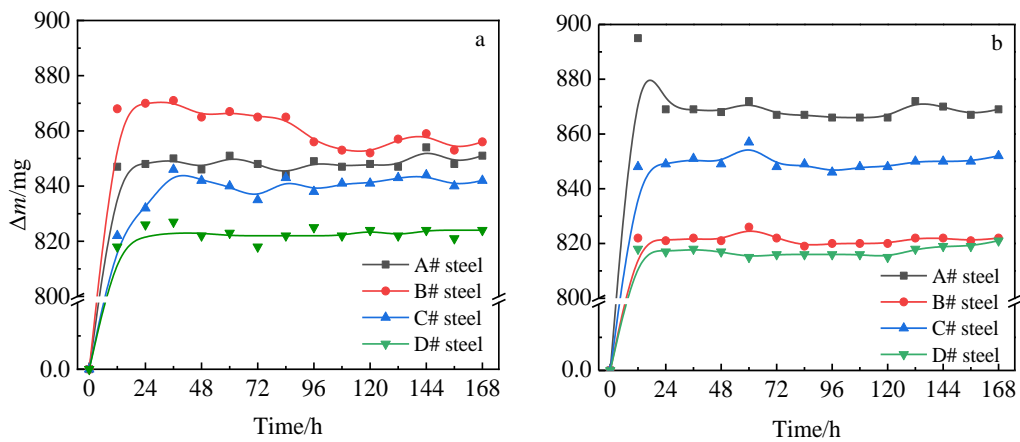 a
900
880
860
840
820
800
0.0
Δm/mg
A# steel
B# steel
C# steel
D# steel
0 24 48 72 96 120 144 168
Time/h
b
900
880
860
840
820
800
0.0
A# steel
B# steel
C# steel
D# steel
0 24 48 72 96 120 144 168
Time/h